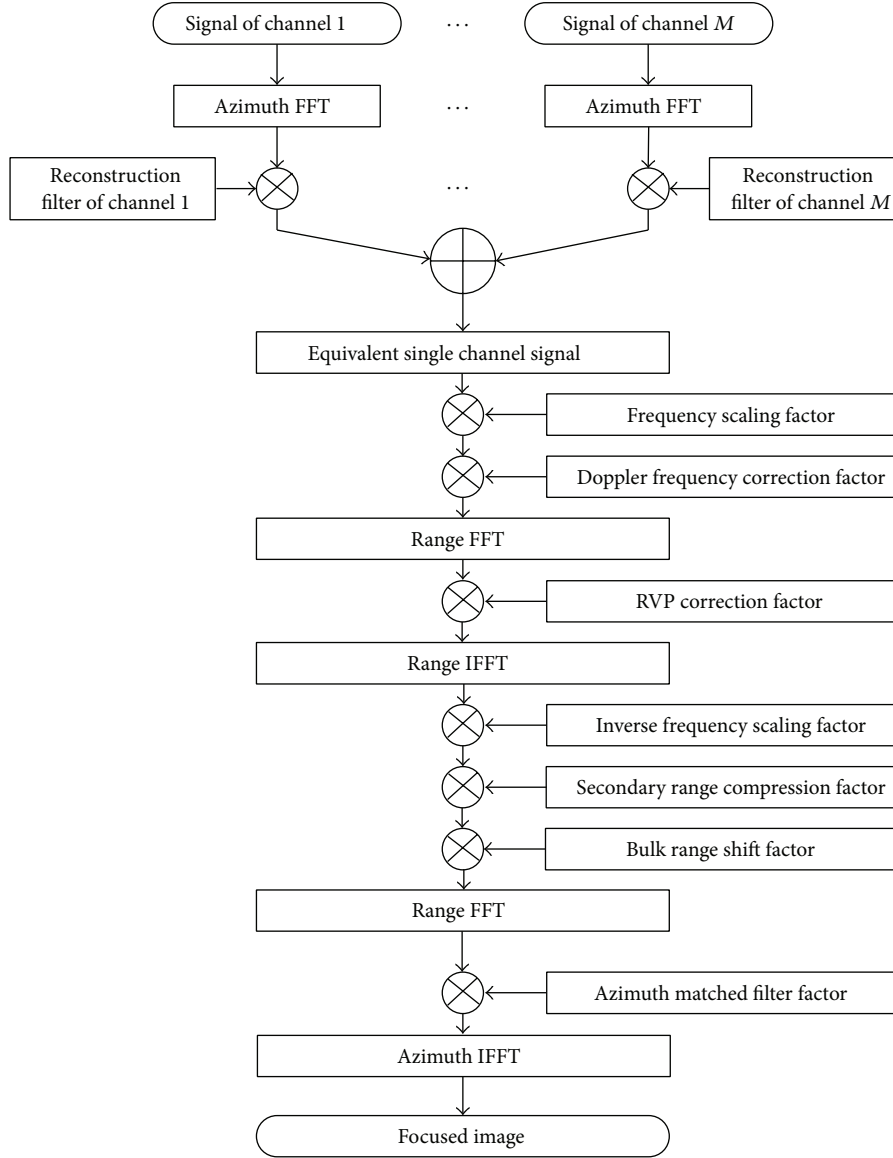 Signal of channel 1
...
Signal of channel M
Azimuth FFT
...
Azimuth FFT
Reconstruction
filter of channel 1
...
Reconstruction
filter of channel M
Equivalent single channel signal
Frequency scaling factor
Doppler frequency correction factor
Range FFT
RVP correction factor
Range IFFT
Inverse frequency scaling factor
Secondary range compression factor
Bulk range shift factor
Range FFT
Azimuth matched filter factor
Azimuth IFFT
Focused image